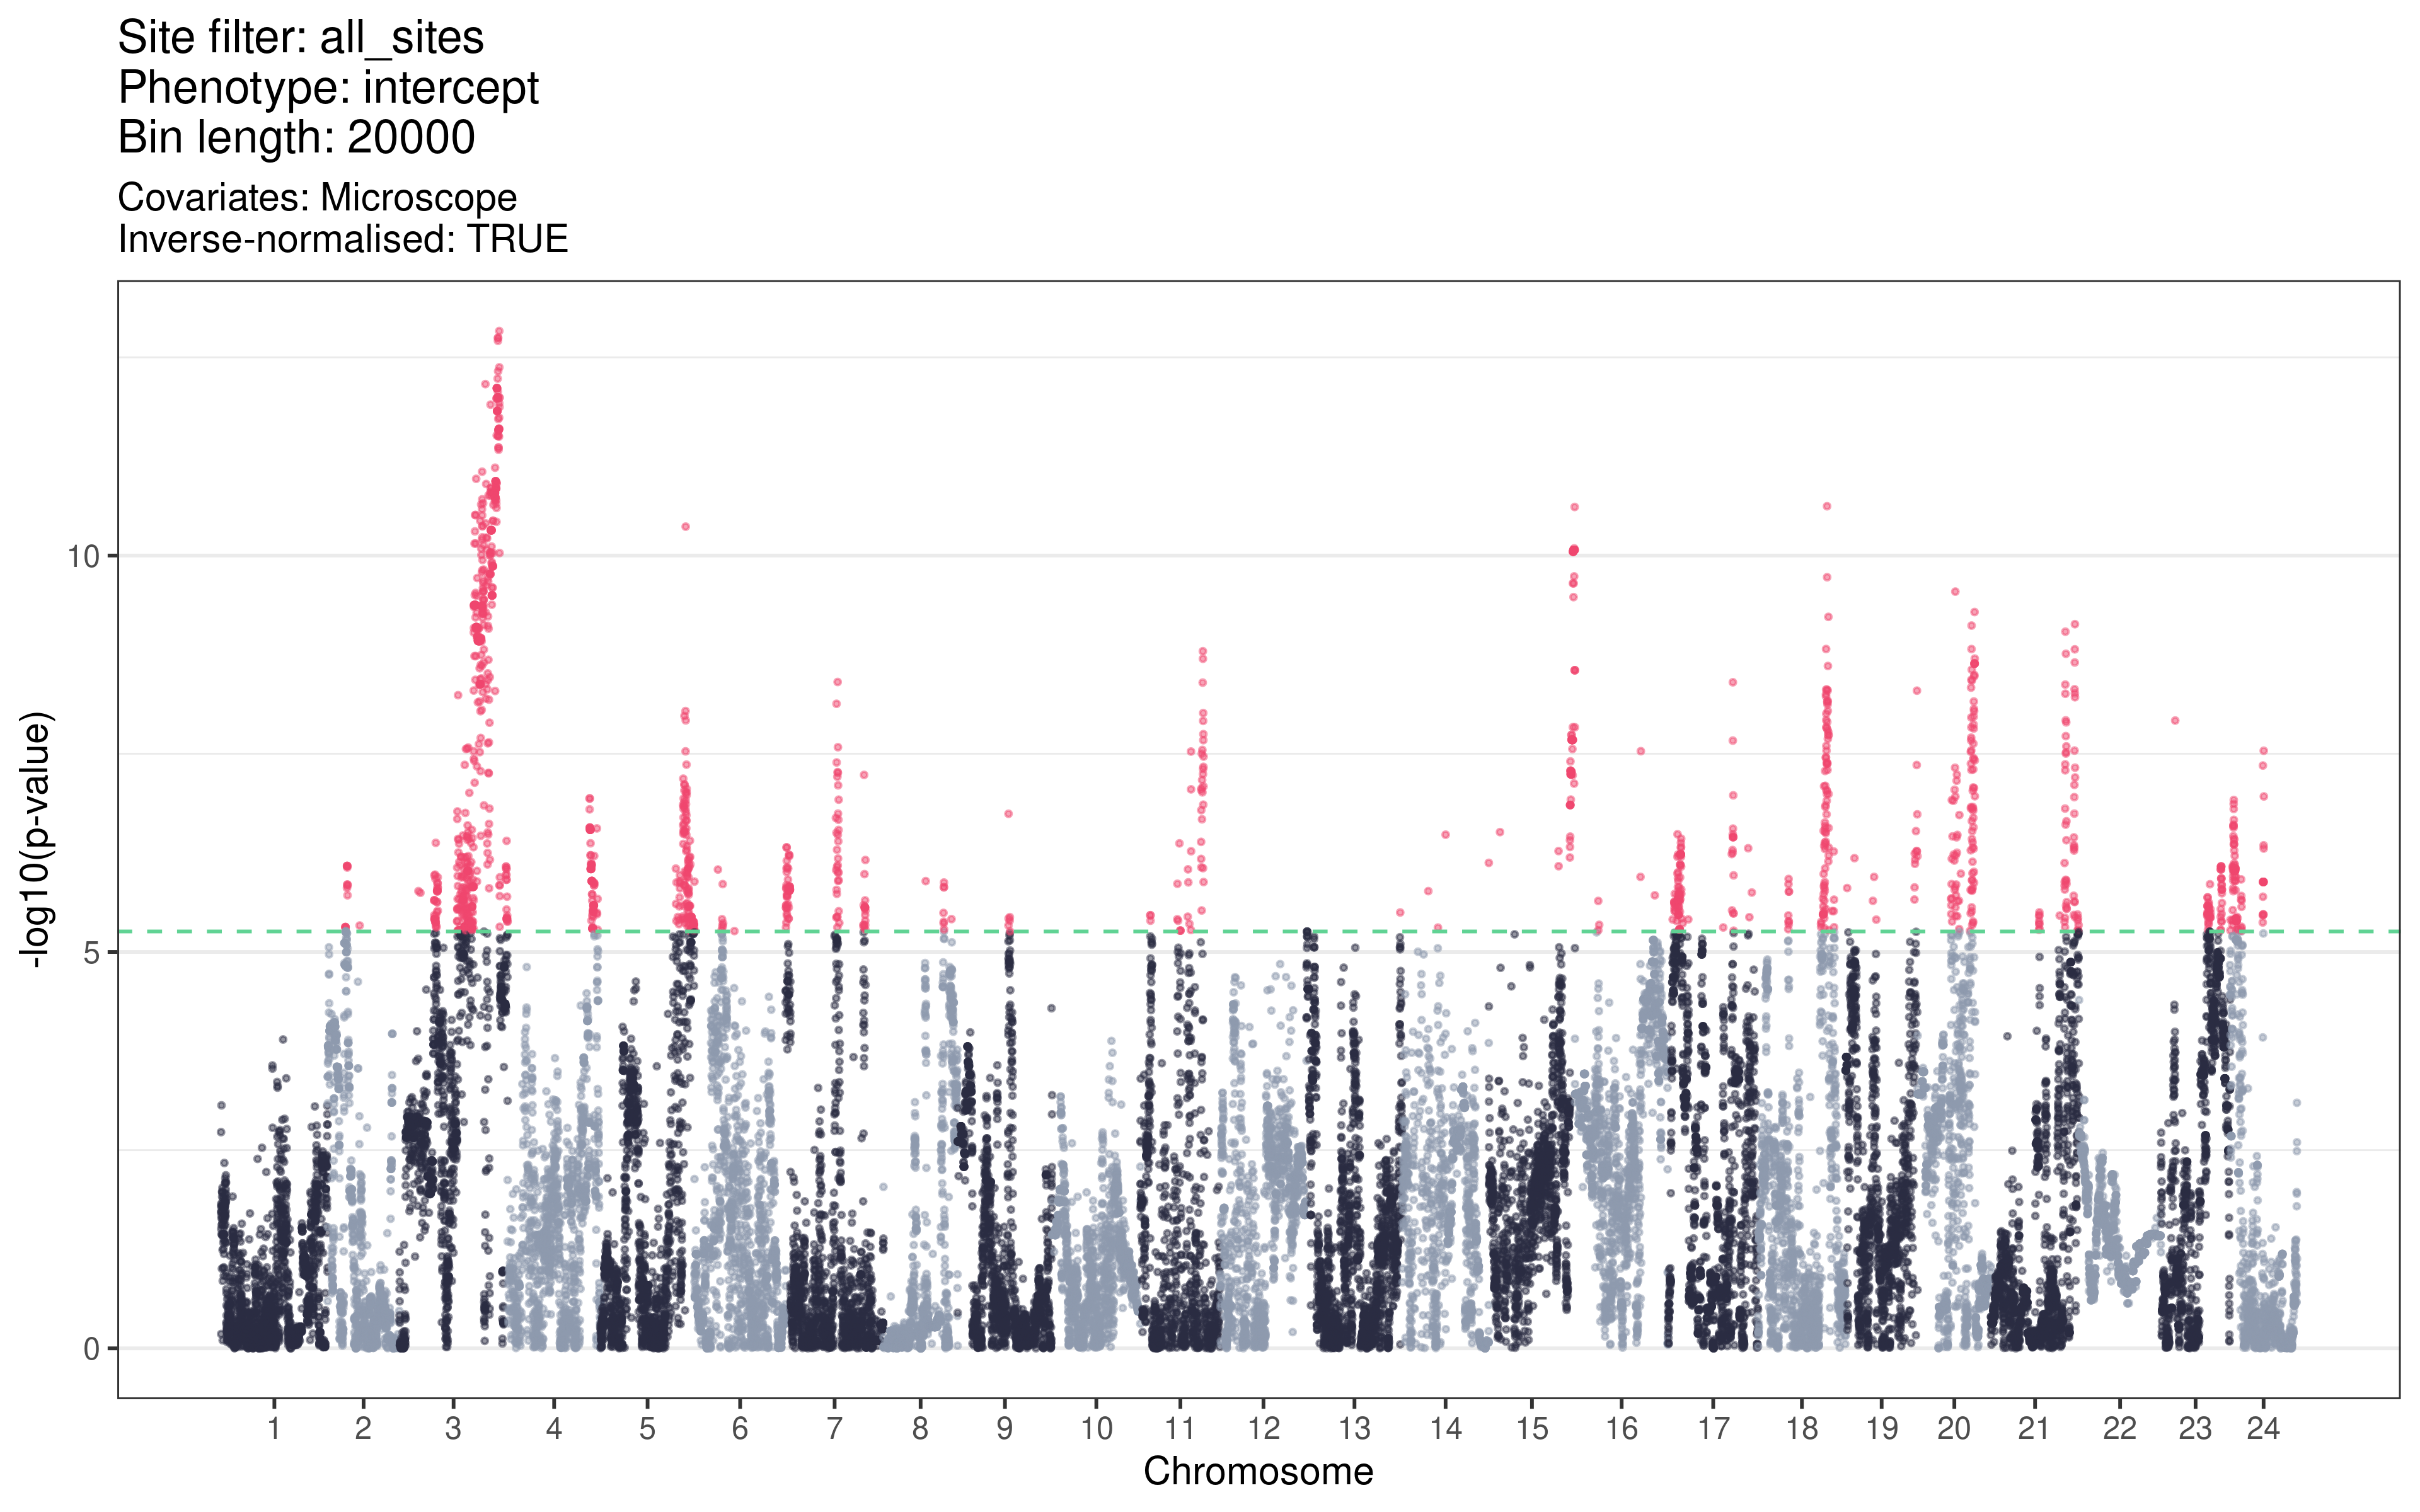 Site filter: all_sites
Phenotype: intercept
Bin length: 20000
Covariates: Microscope
Inverse-normalised: TRUE
-log10(p-value)
10
5
0
1 2 3 4 5 6 7 8 9 10 11 12 13 14 15 16 17 18 19 20 21 22 23 24
Chromosome